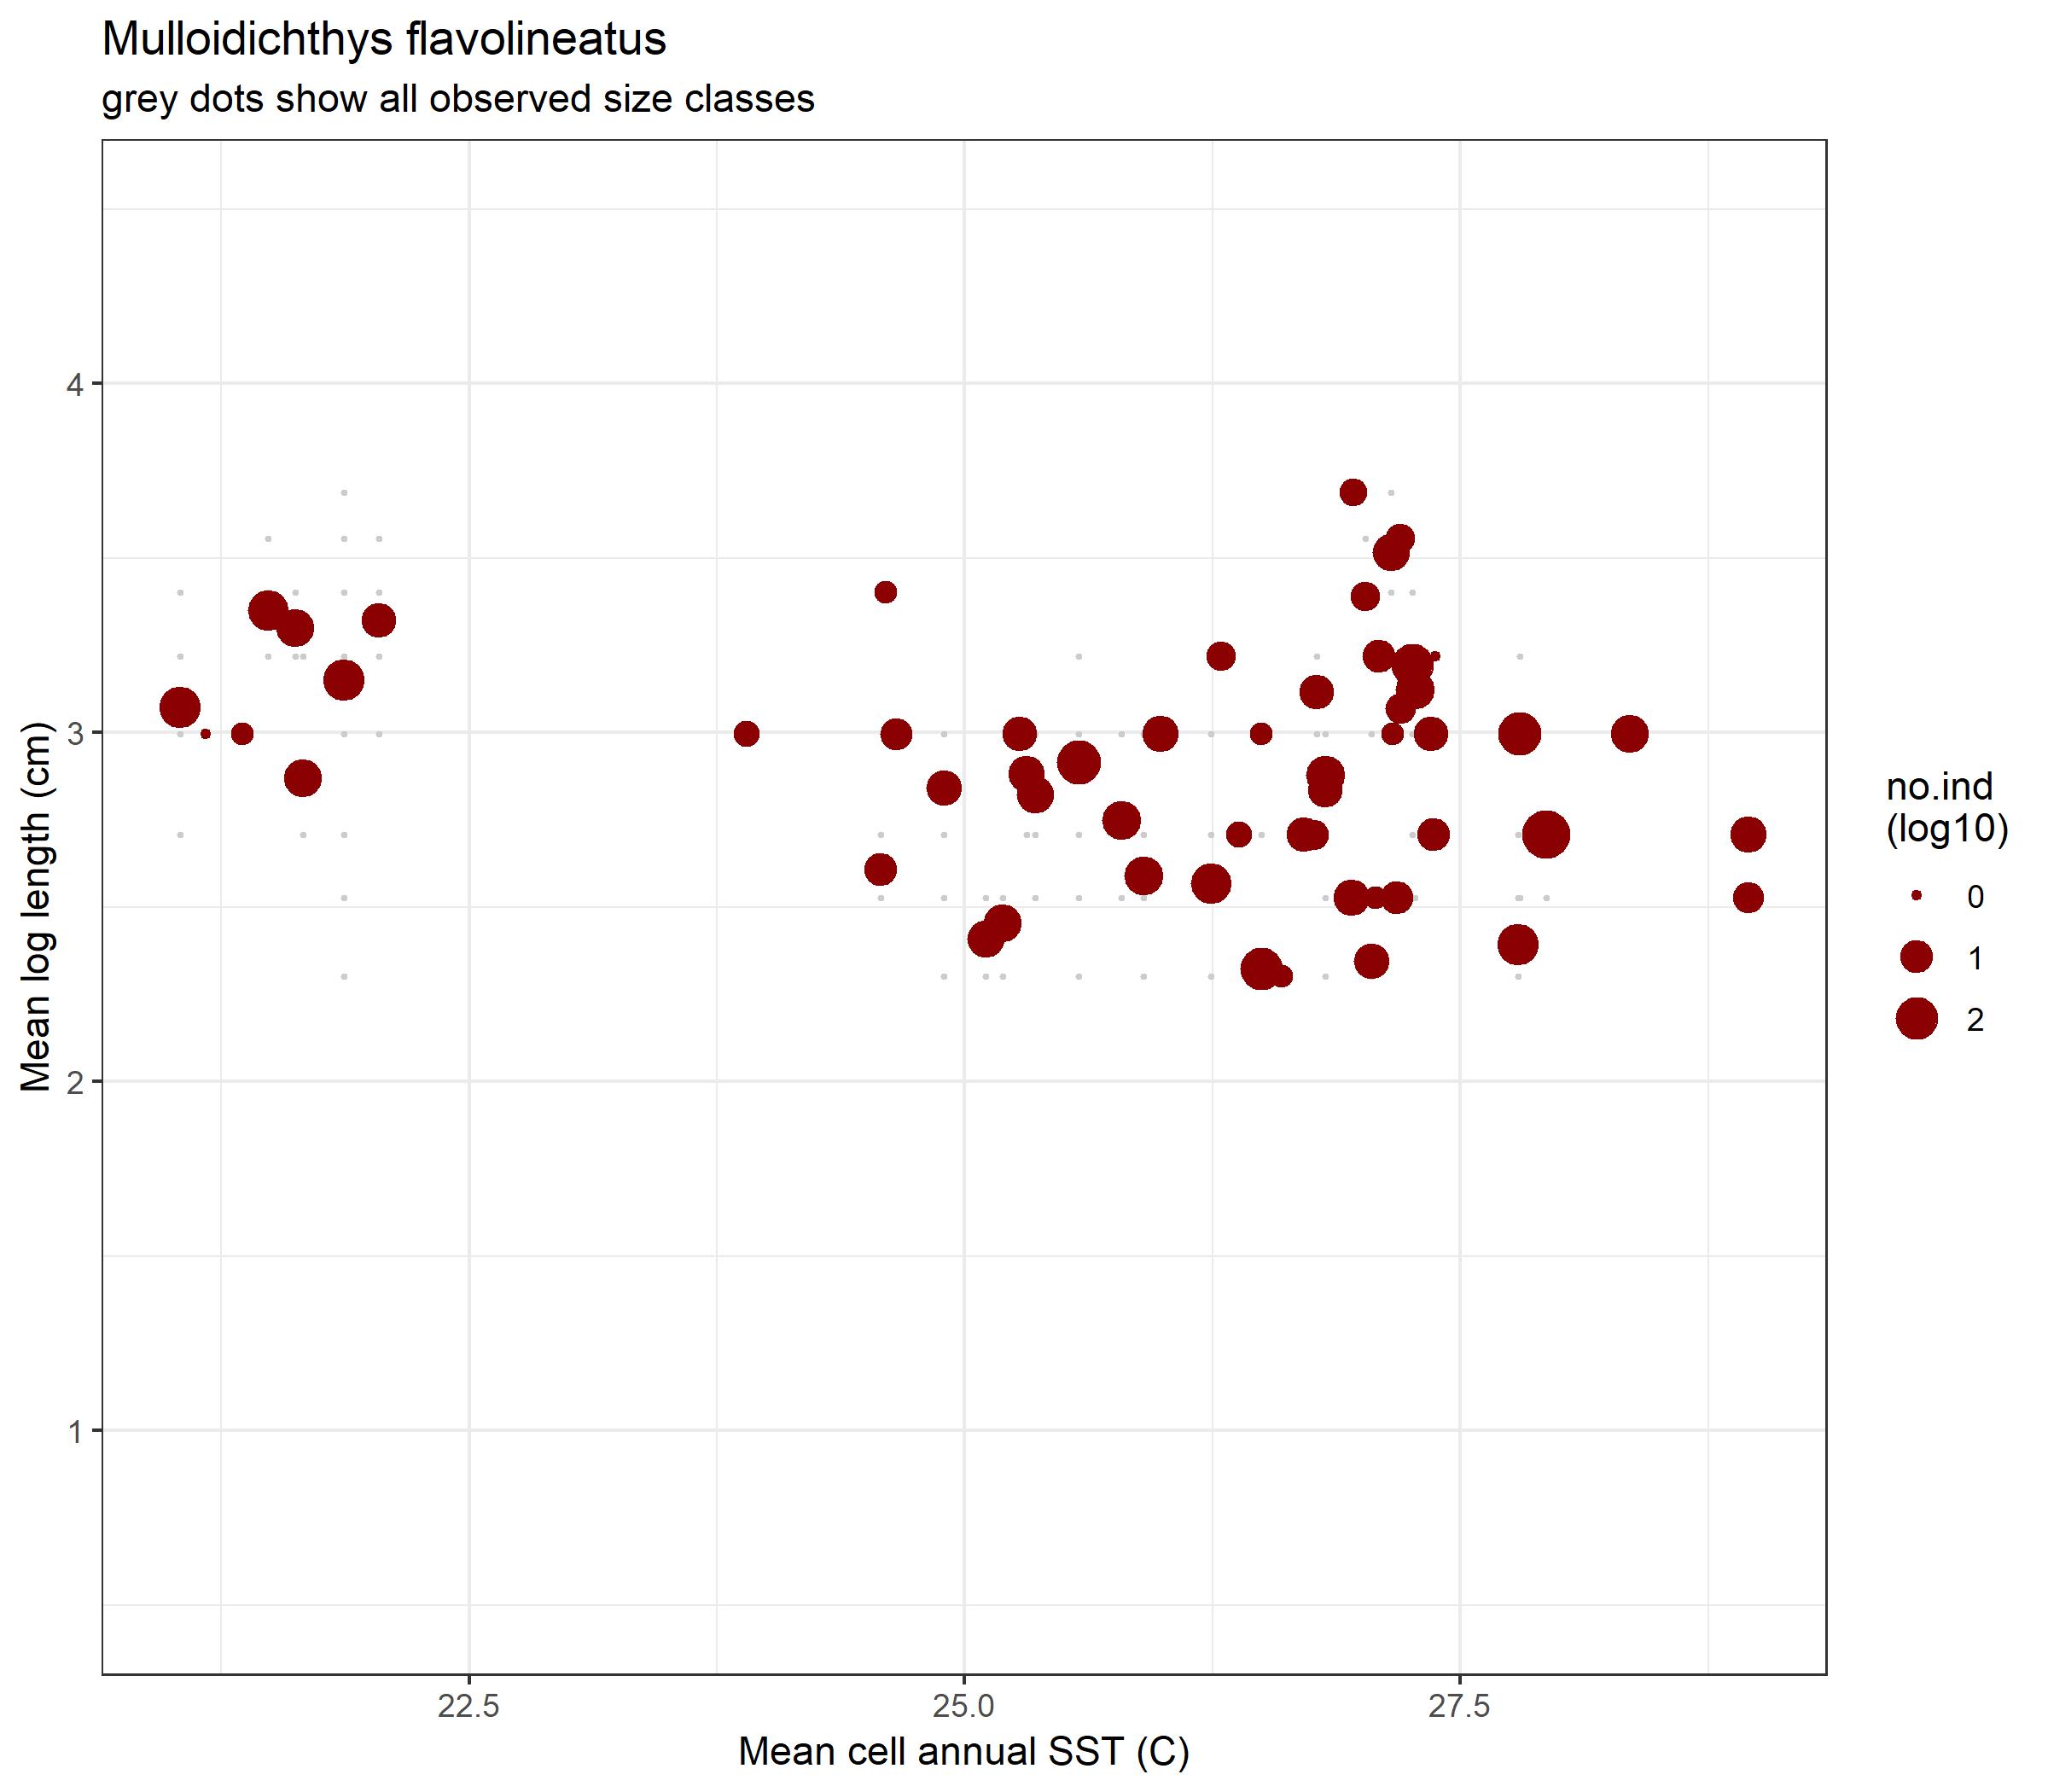 Mulloidichthys flavolineatus
grey dots show all observed size classes
Mean log length (cm)
4
3
2
1
22.5
25.0
27.5
Mean cell annual SST (C)
no.ind
(log10)
0
1
2